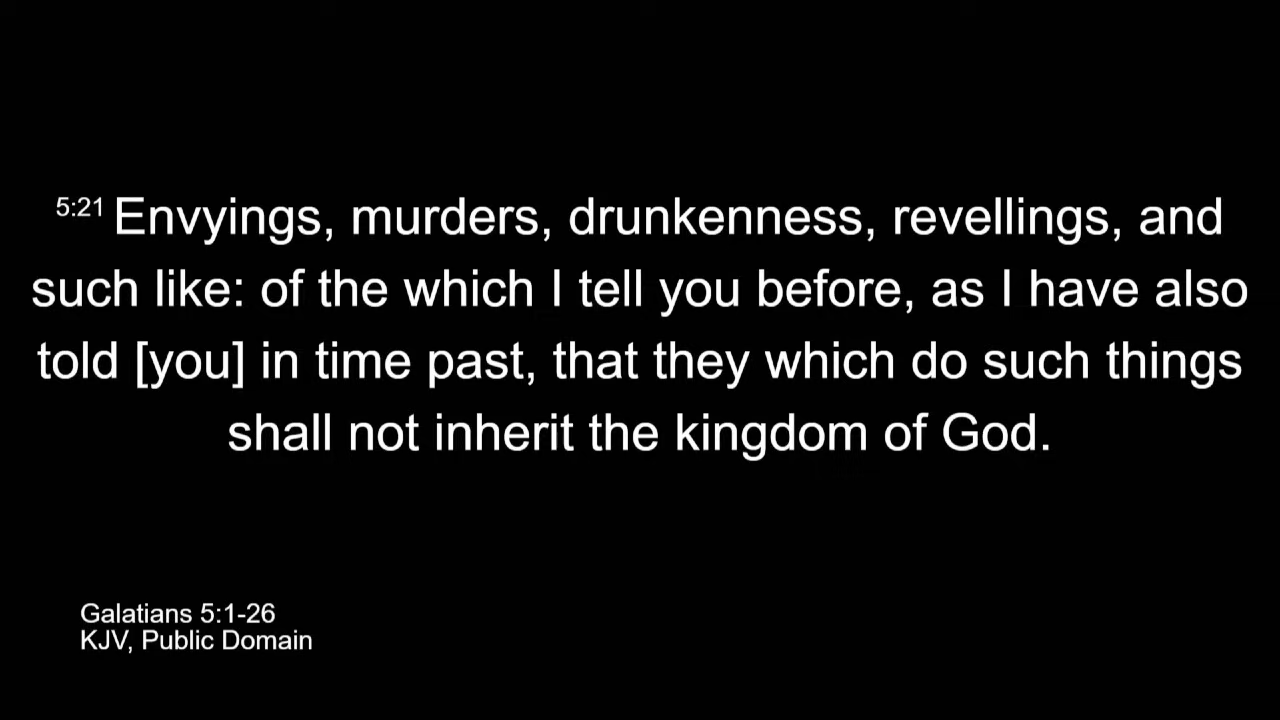 5:21 Envyings, murders, drunkenness, revellings, and
such like: of the which I tell you before, as I have also
told [you] in time past, that they which do such things
shall not inherit the kingdom of God.
Galatians 5:1-26
KJV, Public Domain